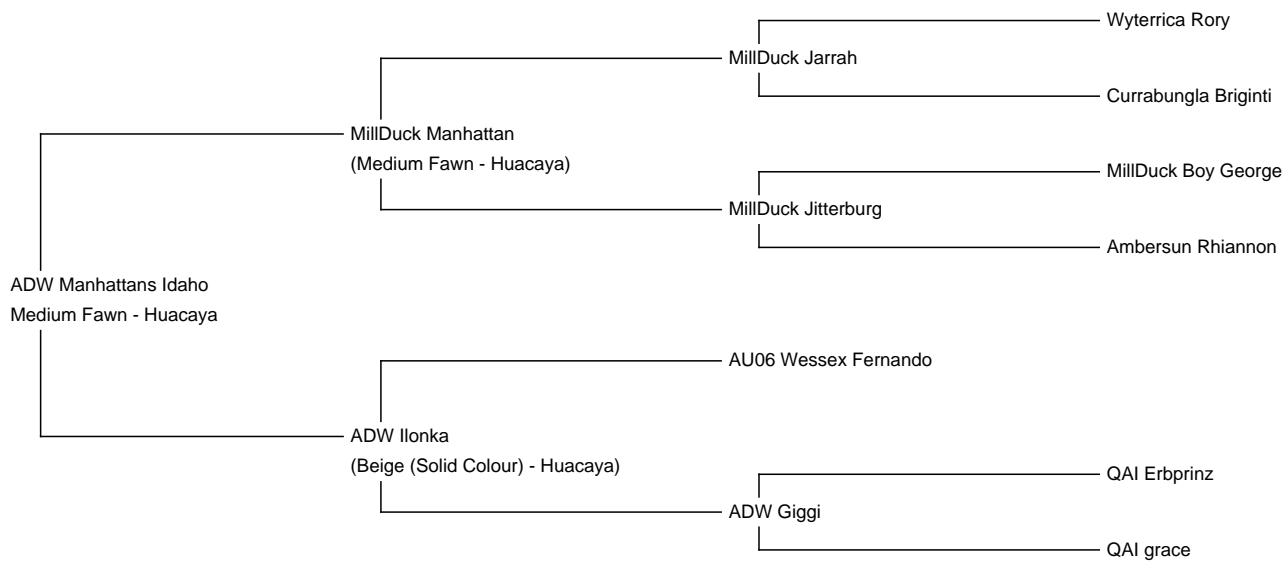 Wyterrica Rory
MillDuck Jarrah
Currabungla Briginti
MillDuck Manhattan
(Medium Fawn - Huacaya)
MillDuck Boy George
MillDuck Jitterburg
Ambersun Rhiannon
ADW Manhattans Idaho
Medium Fawn - Huacaya
AU06 Wessex Fernando
ADW Ilonka
(Beige (Solid Colour) - Huacaya)
QAI Erbprinz
ADW Giggi
QAI grace